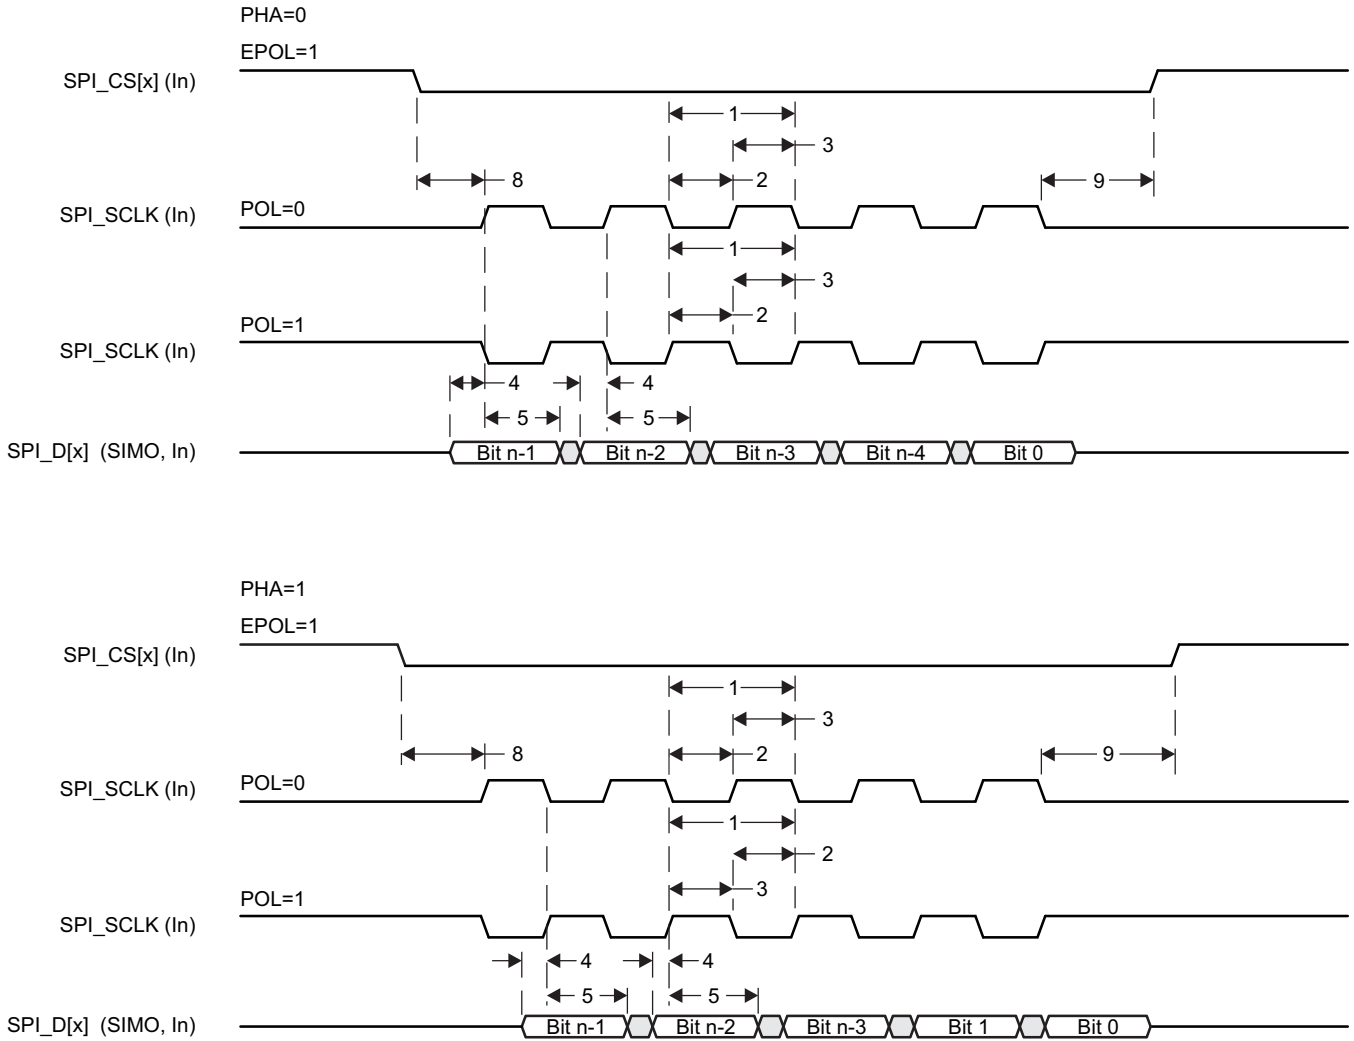 PHA=0
EPOL=1
SPI_CS[x] (In)
1
3
8
2
9
POL=0
SPI_SCLK (In)
1
3
2
POL=1
SPI_SCLK (In)
4
4
5
5
SPI_D[x] (SIMO, In)
Bit n-1
Bit n-2
Bit n-3
Bit n-4
Bit 0
PHA=1
EPOL=1
SPI_CS[x] (In)
1
3
8
2
9
POL=0
SPI_SCLK (In)
1
2
3
POL=1
SPI_SCLK (In)
4
4
5
5
SPI_D[x] (SIMO, In)
Bit n-1
Bit n-2
Bit n-3
Bit 1
Bit 0